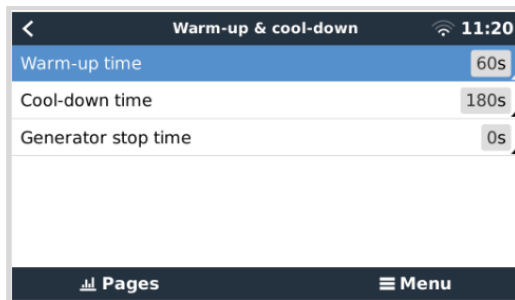 Warm-up & cool-down 11:20
Warm-up time 60s
Cool-down time 180s
Generator stop time 0s
Pages Menu